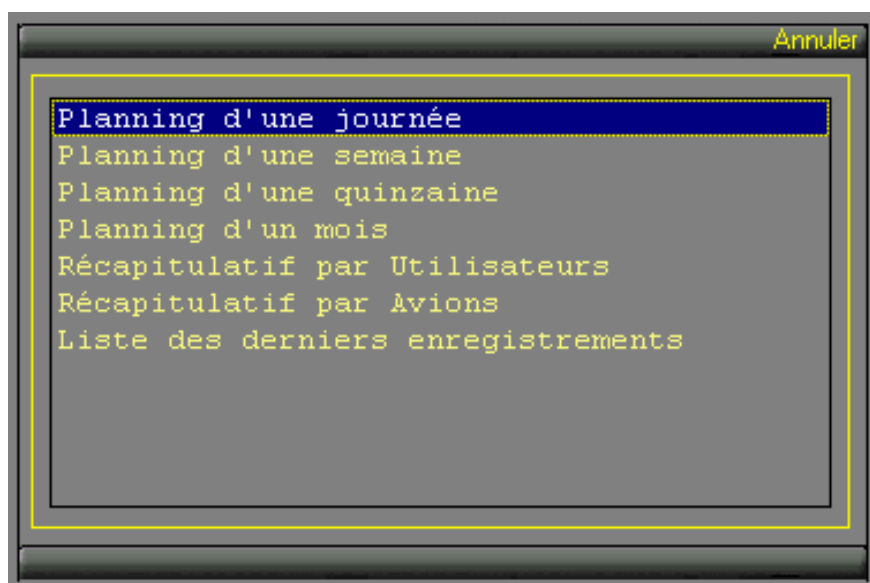 Annuler
Planning d'une journée
Planning d'une semaine
Planning d'une quinzaine
Planning d'un mois
Récapitulatif par Utilisateurs
Récapitulatif par Avions
Liste des derniers enregistrements